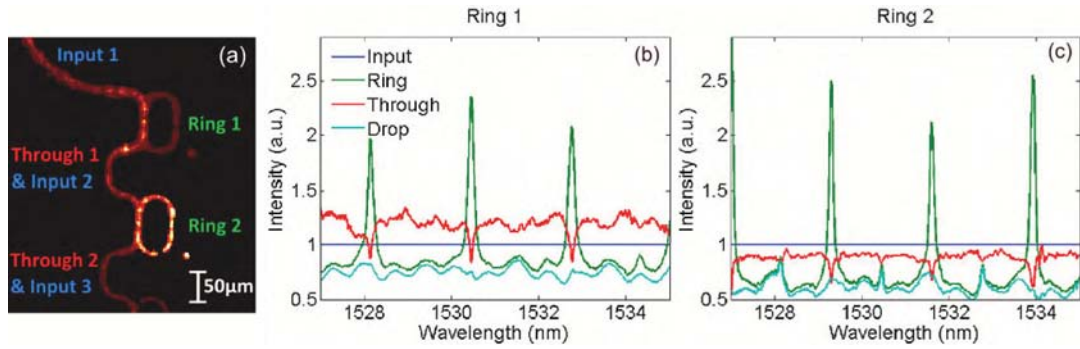 Ring 1
Ring 2
(a)
Input 1
Ring 1
Through 1
& Input 2
Ring 2
Through 2
& Input 3
50μm
(b)
Input
Ring
Through
Drop
Intensity (a.u.)
2.5
2
1.5
1
0.5
1528
1530
1532
1534
Wavelength (nm)
(c)
Intensity (a.u.)
2.5
2
1.5
1
0.5
1528
1530
1532
1534
Wavelength (nm)